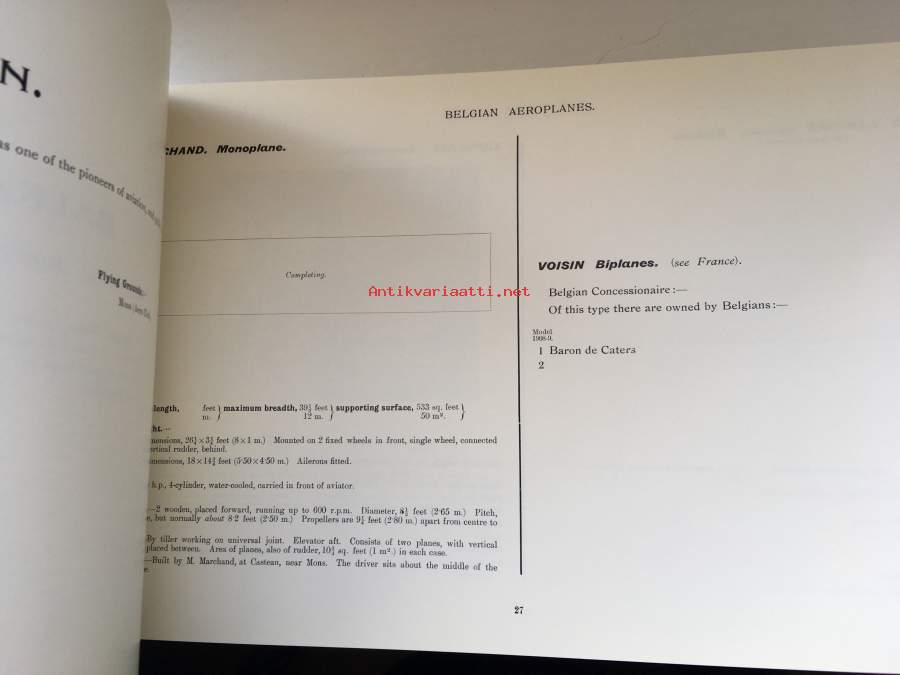 N.
as one of the pioneers of aviation, and
Flying Grounds:—
Mons (Aero Club,
BELGIAN AEROPLANES.
CHAND. Monoplane.
Completing.
length, feet m. } maximum breadth, 39½ feet 12 m. } supporting surface, 533 sq. feet 50 m². }
ht.—
mensions, 26¼×3¼ feet (8×1 m.) Mounted on 2 fixed wheels in front, single wheel, connected
ertical rudder, behind.
imensions, 18×14¾ feet (5·50×4·50 m.) Ailerons fitted.
h.p., 4-cylinder, water-cooled, carried in front of aviator.
—2 wooden, placed forward, running up to 600 r.p.m. Diameter, feet (2·65 m.) Pitch,
e, but normally about 8·2 feet (2·50 m.) Propellers are 9¼ feet (2·80 m.) apart from centre to
By tiller working on universal joint. Elevator aft. Consists of two planes, with vertical
placed between. Area of planes, also of rudder, 10¾ sq. feet (1 m².) in each case.
—Built by M. Marchand, at Casteau, near Mons. The driver sits about the middle of the
e.
VOISIN Biplanes. (see France).
Belgian Concessionaire:—
Of this type there are owned by Belgians:—
Model
1908-9.
1 Baron de Caters
2
27
Antikvariaatti.net